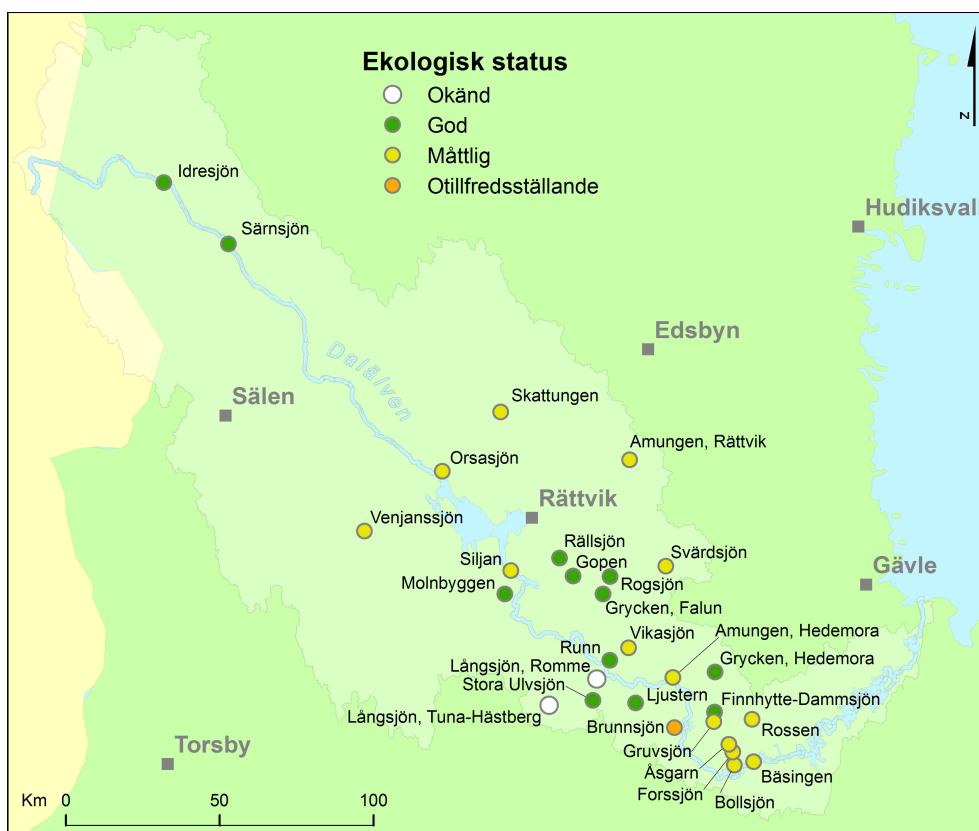 Ekologisk status
Okänd
God
Måttlig
Otillfredsställande
N
Idresjön
Särnsjön
Hudiksval
Edsbyn
Dalälven
Sälen
Skattungen
Amungen, Rättvik
Orsasjön
Rättvik
Venjanssjön
Rällsjön
Siljan
Gopen
Svärdsjön
Gävle
Molnbyggen
Rogsjön
Grycken, Falun
Vikasjön
Amungen, Hedemora
Runn
Grycken, Hedemora
Långsjön, Romme
Stora Ulvsjön
Ljustern
Finnhytte-Dammsjön
Långsjön, Tuna-Hästberg
Brunnsjön
Rossen
Torsby
Gruvsjön
Åsgarn
Bäsingen
Forssjön
Bollsjön
Km 0 50 100